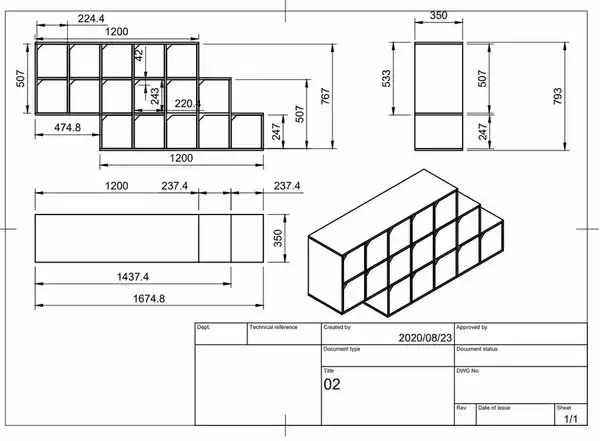 224.4
1200
507
42
243
220.4
767
507
247
474.8
1200
350
533
507
247
793
1200
237.4
237.4
350
1437.4
1674.8
Dept.
Technical reference
Created by
2020/08/23
Approved by
Document type
Document status
Title
02
DWG No.
Rev.
Date of issue
Sheet
1/1